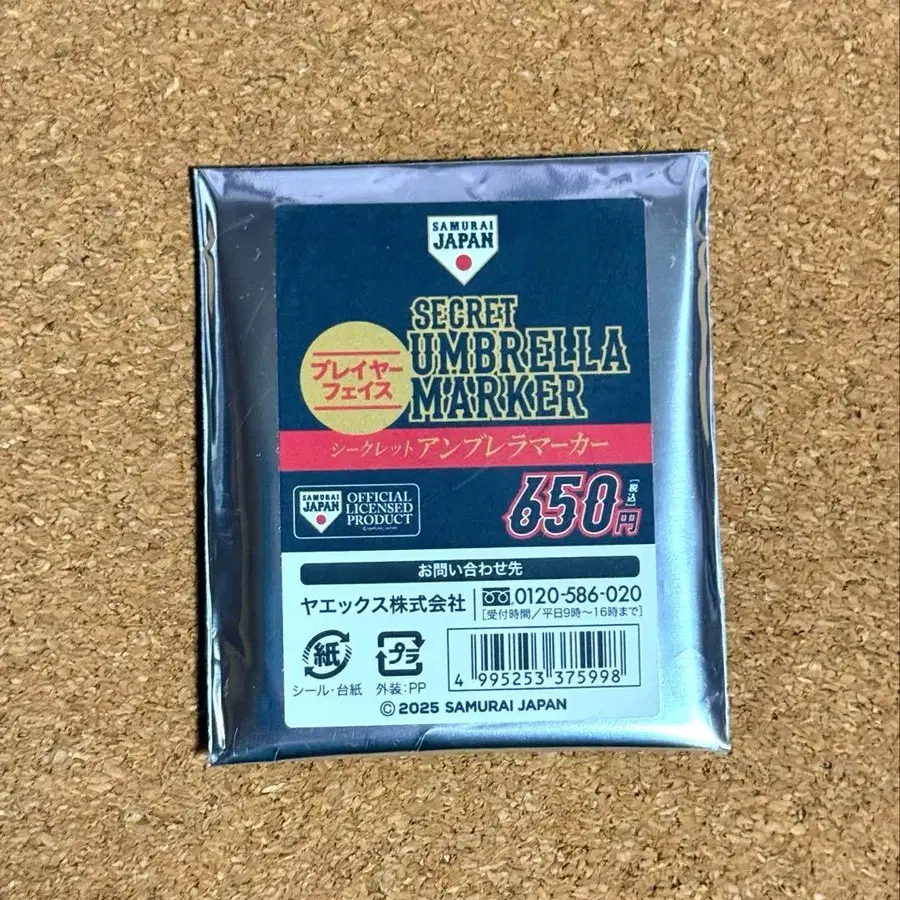 SAMURAI
JAPAN
SECRET
UMBRELLA
MARKER
プレイヤー
フェイス
シークレット アンブレラマーカー
SAMURAI
JAPAN
OFFICIAL
LICENSED
PRODUCT
650円[税込]
お問い合わせ先
ヤエックス株式会社
0120-586-020
[受付時間/平日9時〜16時まで]
紙
シール・台紙
プラ
外装:PP
4 995253 375998
© 2025 SAMURAI JAPAN